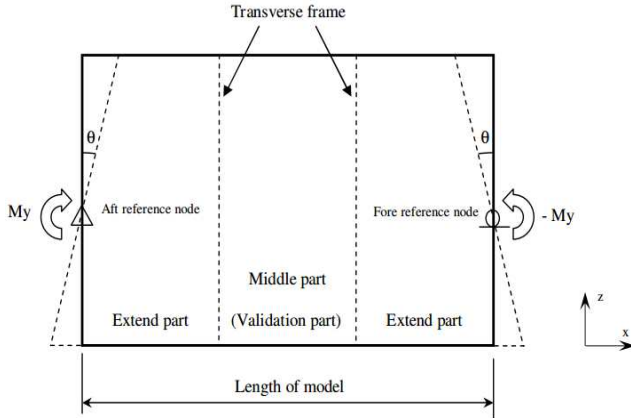 Transverse frame
θ
θ
My
Aft reference node
Fore reference node
- My
Middle part
(Validation part)
Extend part
Extend part
z
x
Length of model